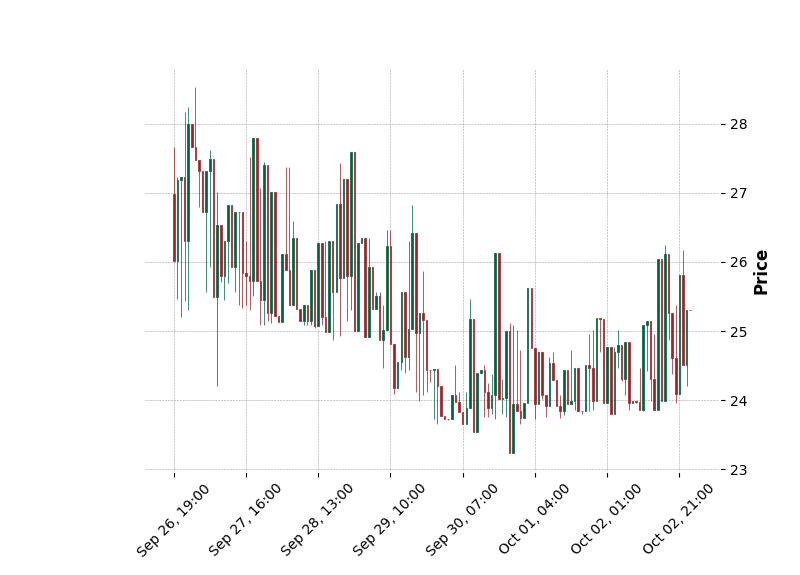 28
27
26
25
24
23
Price
Sep 26, 19:00
Sep 27, 16:00
Sep 28, 13:00
Sep 29, 10:00
Sep 30, 07:00
Oct 01, 04:00
Oct 02, 01:00
Oct 02, 21:00